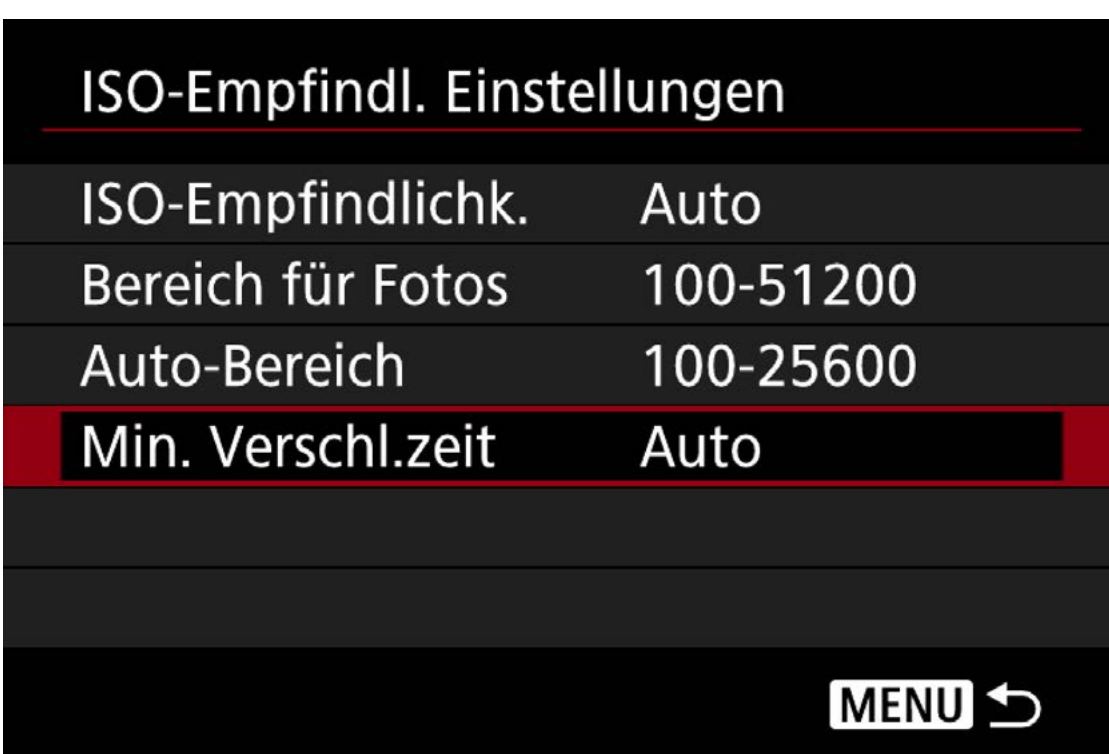 ISO-Empfindl. Einstellungen
ISO-Empfindlichk. Auto
Bereich für Fotos 100-51200
Auto-Bereich 100-25600
Min. Verschl.zeit Auto
MENU